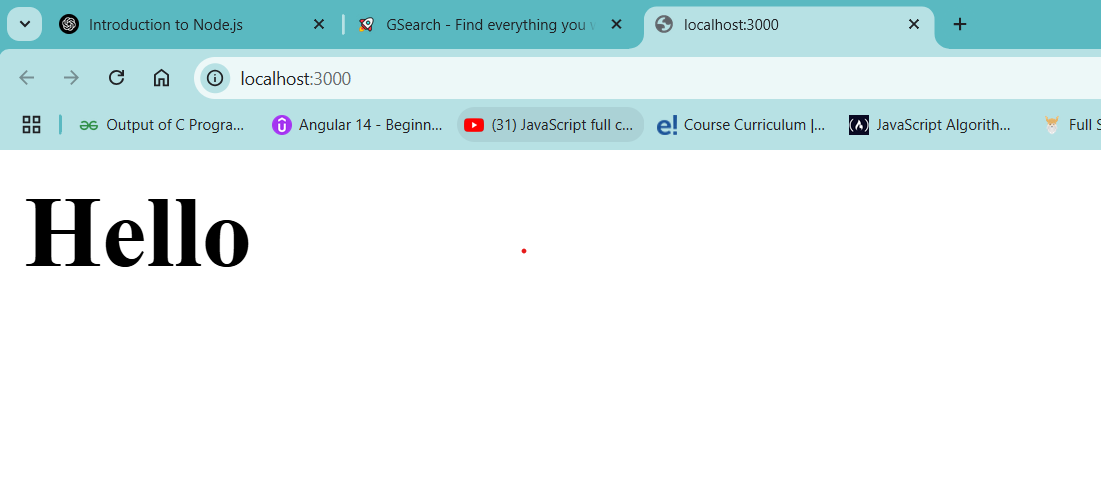 Introduction to Node.js
GSearch - Find everything you
localhost:3000
localhost:3000
Output of C Progra...
Angular 14 - Beginn...
(31) JavaScript full c...
e! Course Curriculum |...
JavaScript Algorith...
Full S
Hello